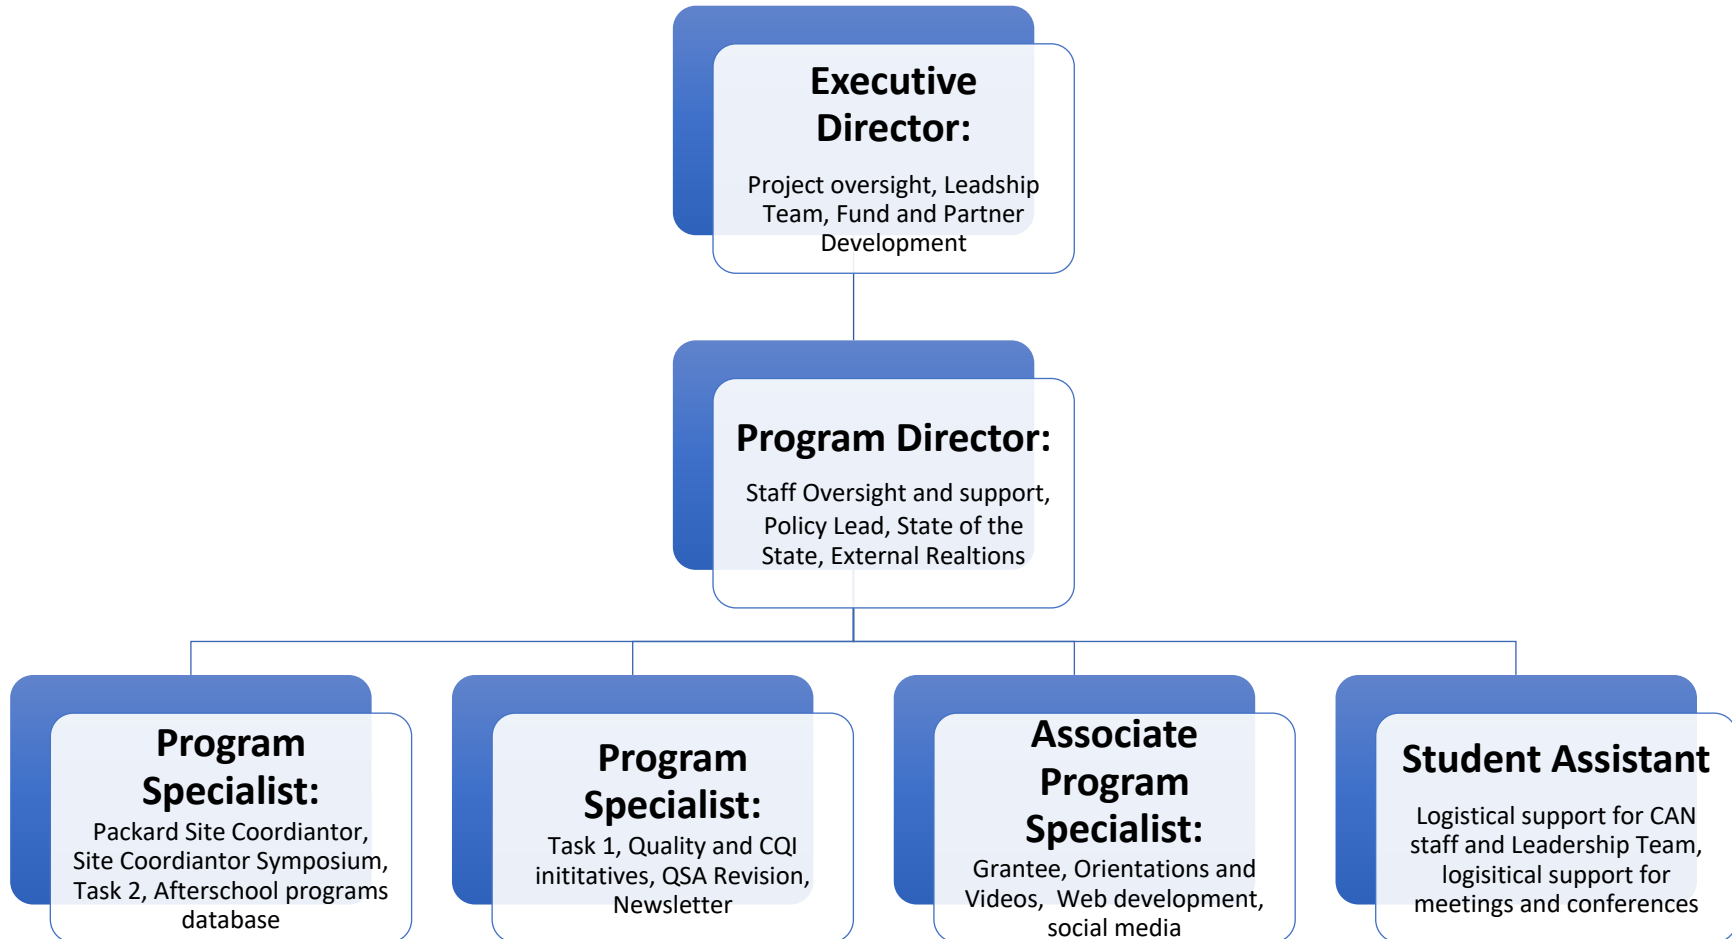 Executive
Director:
Project oversight, Leadship
Team, Fund and Partner
Development
Program Director:
Staff Oversight and support,
Policy Lead, State of the
State, External Realtions
Program
Specialist:
Packard Site Coordiantor,
Site Coordiantor Symposium,
Task 2, Afterschool programs
database
Program
Specialist:
Task 1, Quality and CQI
inititatives, QSA Revision,
Newsletter
Associate
Program
Specialist:
Grantee, Orientations and
Videos, Web development,
social media
Student Assistant
Logistical support for CAN
staff and Leadership Team,
logisitical support for
meetings and conferences